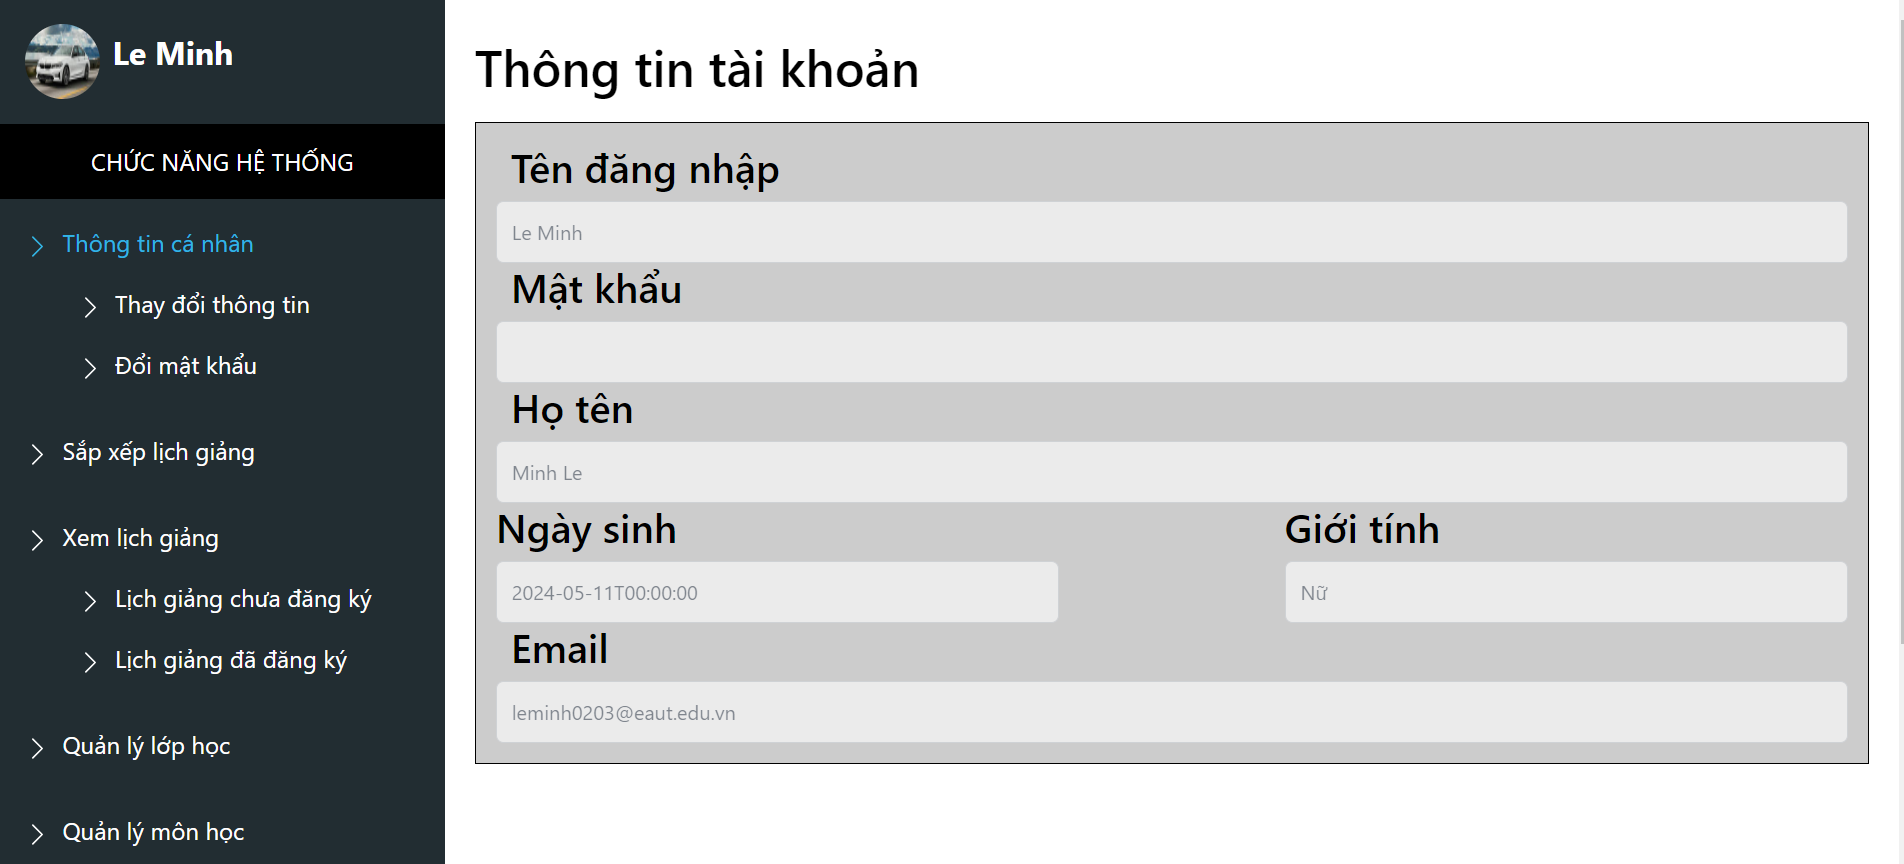 Le Minh
CHỨC NĂNG HỆ THỐNG
Thông tin cá nhân
Thay đổi thông tin
Đổi mật khẩu
Sắp xếp lịch giảng
Xem lịch giảng
Lịch giảng chưa đăng ký
Lịch giảng đã đăng ký
Quản lý lớp học
Quản lý môn học
Thông tin tài khoản
Tên đăng nhập
Le Minh
Mật khẩu
Họ tên
Minh Le
Ngày sinh
2024-05-11T00:00:00
Giới tính
Nữ
Email
leminh0203@eaut.edu.vn